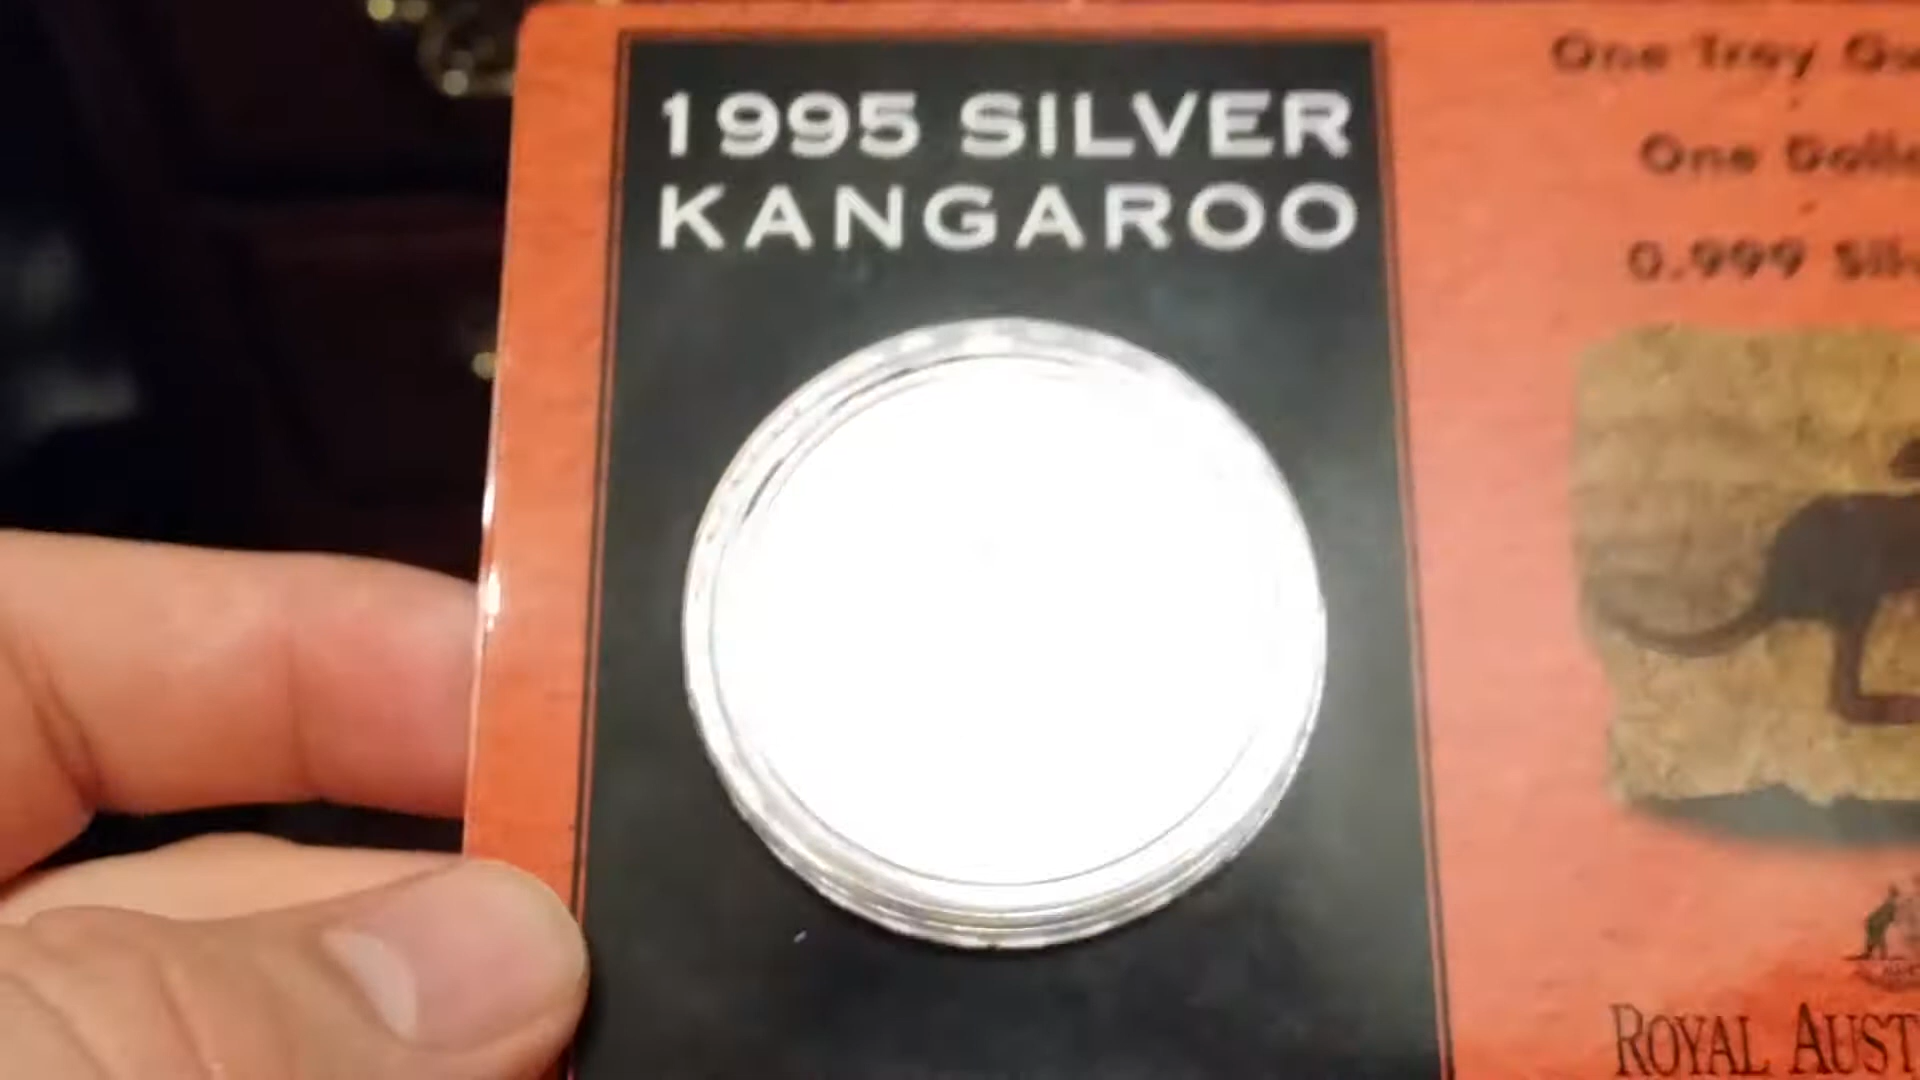 1995 SILVER
KANGAROO
One Troy
One
0.999
ROYAL